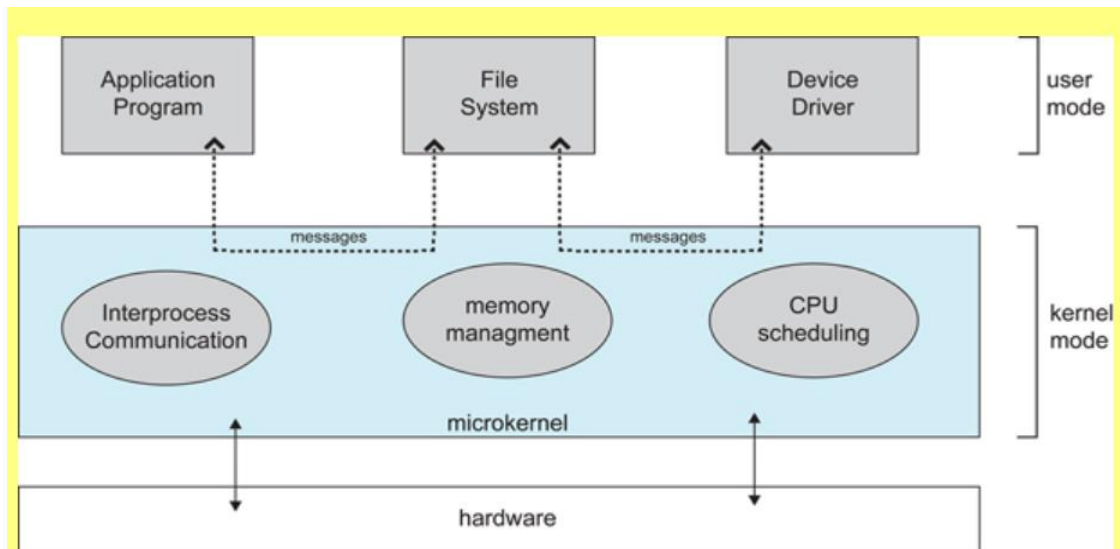 Application
Program
File
System
Device
Driver
user
mode
messages
messages
Interprocess
Communication
memory
managment
CPU
scheduling
kernel
mode
microkernel
hardware